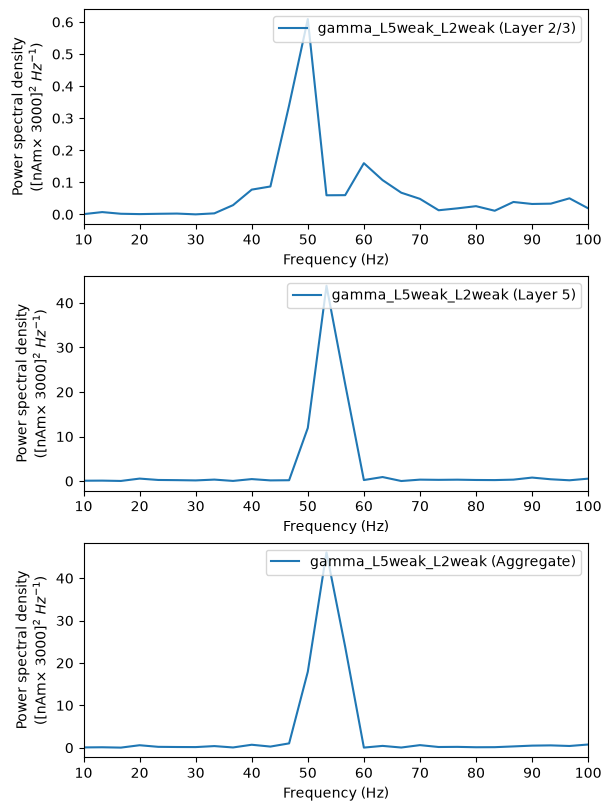 gamma_L5weak_L2weak (Layer 2/3)
Power spectral density
([nAm× 3000]² Hz⁻¹)
0.6
0.5
0.4
0.3
0.2
0.1
0.0
10 20 30 40 50 60 70 80 90 100
Frequency (Hz)
gamma_L5weak_L2weak (Layer 5)
Power spectral density
([nAm× 3000]² Hz⁻¹)
40
30
20
10
0
10 20 30 40 50 60 70 80 90 100
Frequency (Hz)
gamma_L5weak_L2weak (Aggregate)
Power spectral density
([nAm× 3000]² Hz⁻¹)
40
30
20
10
0
10 20 30 40 50 60 70 80 90 100
Frequency (Hz)